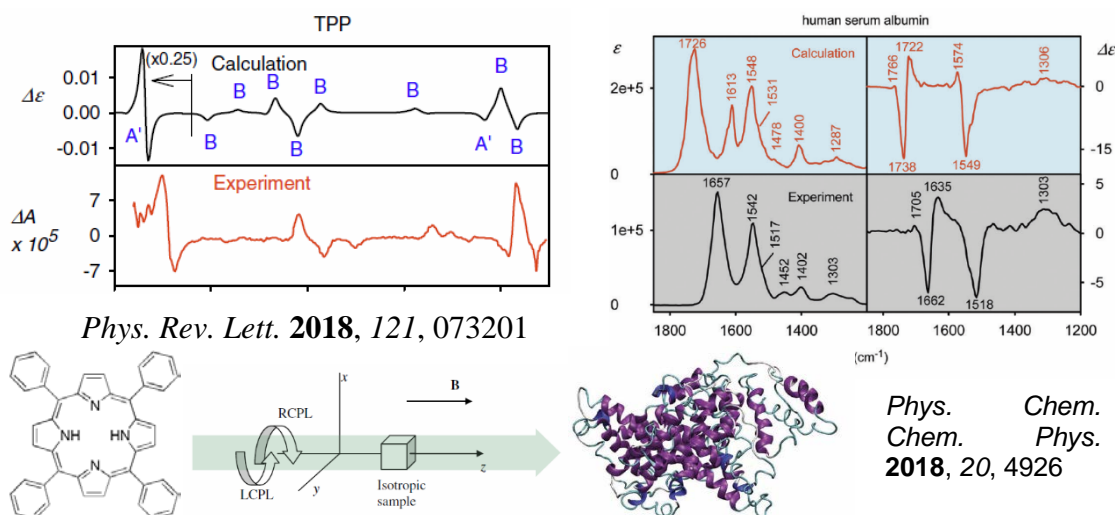 TPP
0.01
0.00
-0.01
Δε
(x0.25)
Calculation
A'
B
B
B
B
B
B
A'
B
B
Experiment
7
0
-7
ΔA
x 10⁵
Phys. Rev. Lett. 2018, 121, 073201
human serum albumin
ε
Δε
Calculation
1726
1613
1548
1531
1478
1400
1287
2e+5
0
1766
1722
1738
1574
1549
1306
0
-15
Experiment
1657
1542
1517
1452
1402
1303
1e+5
0
1705
1635
1662
1518
1303
5
0
-5
1800 1600 1400 1800 1600 1400 1200
(cm⁻¹)
N
NH
HN
N
RCPL
LCPL
x
y
z
B
Isotropic
sample
Phys. Chem.
Chem. Phys.
2018, 20, 4926